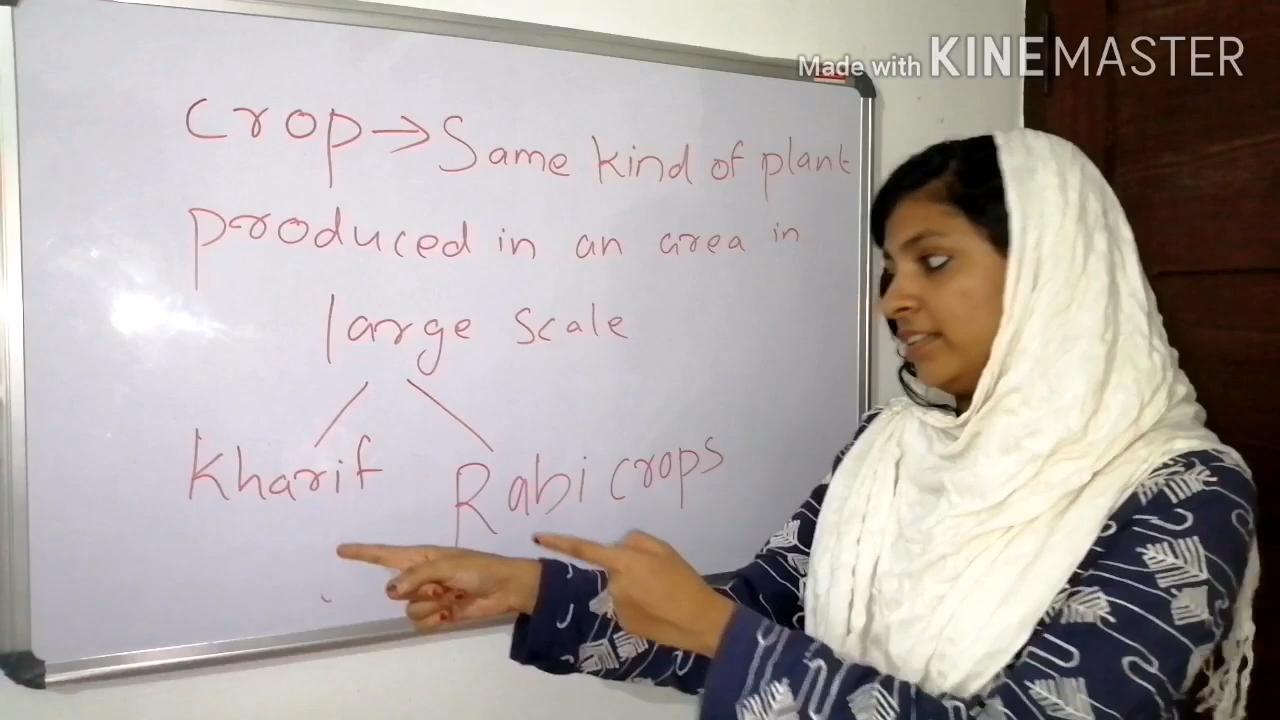 Made with KINEMASTER
Crop → Same kind of plant
produced in an area in
large scale
Kharif Rabi crops